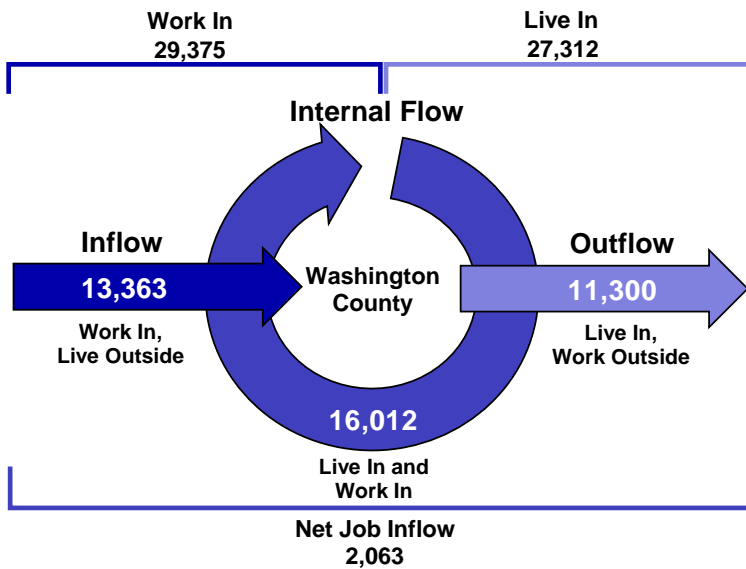 Work In
29,375
Live In
27,312
Internal Flow
Inflow
13,363
Work In,
Live Outside
Washington
County
Outflow
11,300
Live In,
Work Outside
16,012
Live In and
Work In
Net Job Inflow
2,063